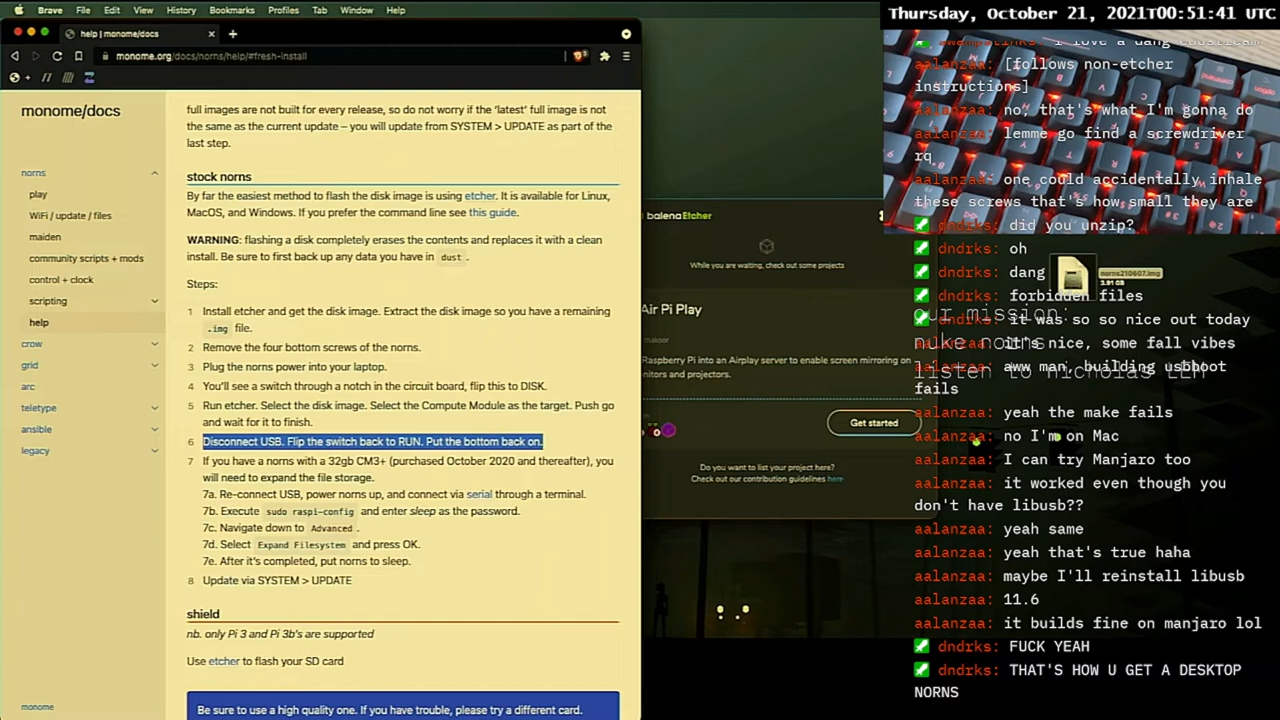 Brave File Edit View History Bookmarks Profiles Tab Window Help
Thursday, October 21, 2021T00:51:41 UTC
help | monome/docs
monome.org/docs/norns/help/#fresh-install
monome/docs
norns
play
WiFi / update / files
maiden
community scripts + mods
control + clock
scripting
help
crow
grid
arc
teletype
ansible
legacy
monome
full images are not built for every release, so do not worry if the 'latest' full image is not
the same as the current update – you will update from SYSTEM > UPDATE as part of the
last step.
stock norns
By far the easiest method to flash the disk image is using etcher. It is available for Linux,
MacOS, and Windows. If you prefer the command line see this guide.
WARNING: flashing a disk completely erases the contents and replaces it with a clean
install. Be sure to first back up any data you have in dust.
Steps:
1 Install etcher and get the disk image. Extract the disk image so you have a remaining
.img file.
2 Remove the four bottom screws of the norns.
3 Plug the norns power into your laptop.
4 You'll see a switch through a notch in the circuit board, flip this to DISK.
5 Run etcher. Select the disk image. Select the Compute Module as the target. Push go
and wait for it to finish.
6 Disconnect USB. Flip the switch back to RUN. Put the bottom back on.
7 If you have a norns with a 32gb CM3+ (purchased October 2020 and thereafter), you
will need to expand the file storage.
7a. Re-connect USB, power norns up, and connect via serial through a terminal.
7b. Execute sudo raspi-config and enter sleep as the password.
7c. Navigate down to Advanced.
7d. Select Expand Filesystem and press OK.
7e. After it's completed, put norns to sleep.
8 Update via SYSTEM > UPDATE
shield
nb. only Pi 3 and Pi 3b's are supported
Use etcher to flash your SD card
Be sure to use a high quality one. If you have trouble, please try a different card.
balenaEtcher
While you are waiting, check out some projects
Air Pi Play
Raspberry Pi into an Airplay server to enable screen mirroring on
nitors and projectors.
Get started
Do you want to list your project here?
Check out our contribution guidelines here
norns210607.img
3.91 GB
our mission:
nuke norns
listen to nicholas LEM
[follows non-etcher
instructions]
aalanzaa: no, that's what I'm gonna do
aalanzaa: lemme go find a screwdriver
rq
aalanzaa: one could accidentally inhale
these screws that's how small they are
dndrks: did you unzip?
dndrks: oh
dndrks: dang
dndrks: forbidden files
dndrks: it was so so nice out today
aalanzaa: it's nice, some fall vibes
aalanzaa: aww man, building usbboot
fails
aalanzaa: yeah the make fails
aalanzaa: no I'm on Mac
aalanzaa: I can try Manjaro too
aalanzaa: it worked even though you
don't have libusb??
aalanzaa: yeah same
aalanzaa: yeah that's true haha
aalanzaa: maybe I'll reinstall libusb
aalanzaa: 11.6
aalanzaa: it builds fine on manjaro lol
dndrks: FUCK YEAH
dndrks: THAT'S HOW U GET A DESKTOP
NORNS